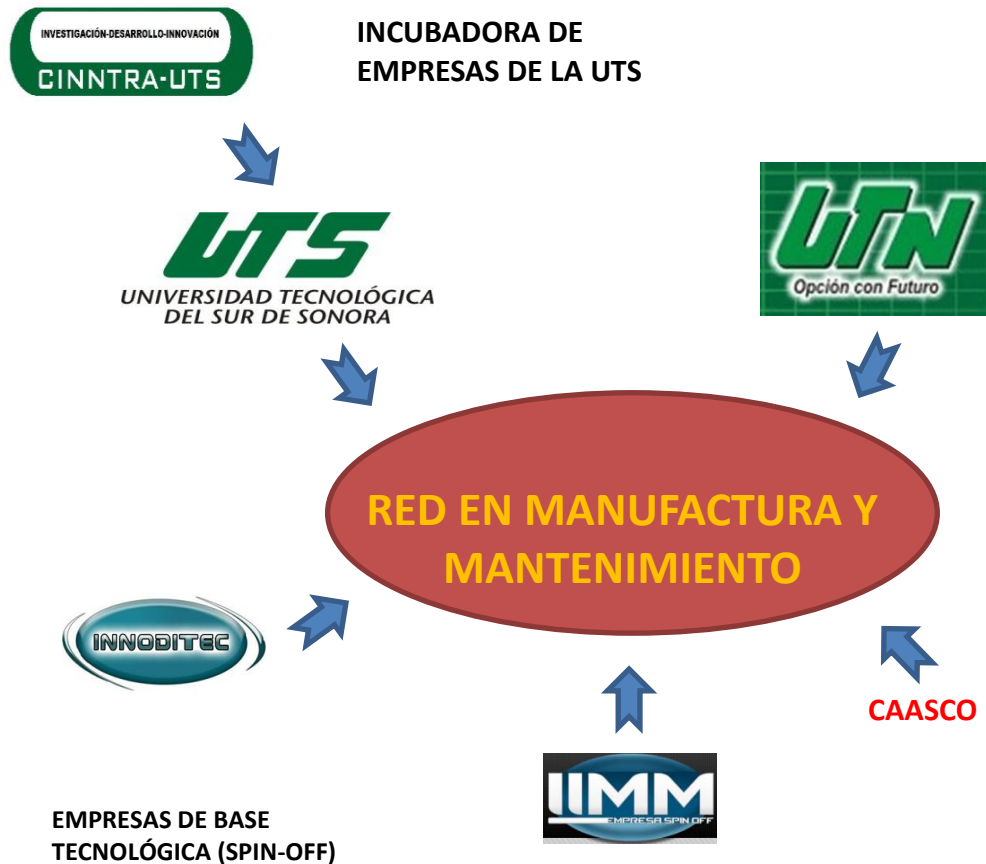 INVESTIGACIÓN-DESARROLLO-INNOVACIÓN
CINNTRA-UTS
INCUBADORA DE
EMPRESAS DE LA UTS
UTS
UNIVERSIDAD TECNOLÓGICA
DEL SUR DE SONORA
UTN
Opción con Futuro
RED EN MANUFACTURA Y
MANTENIMIENTO
INNODITEC
CAASCO
IIMM
EMPRESA SPIN OFF
EMPRESAS DE BASE
TECNOLÓGICA (SPIN-OFF)